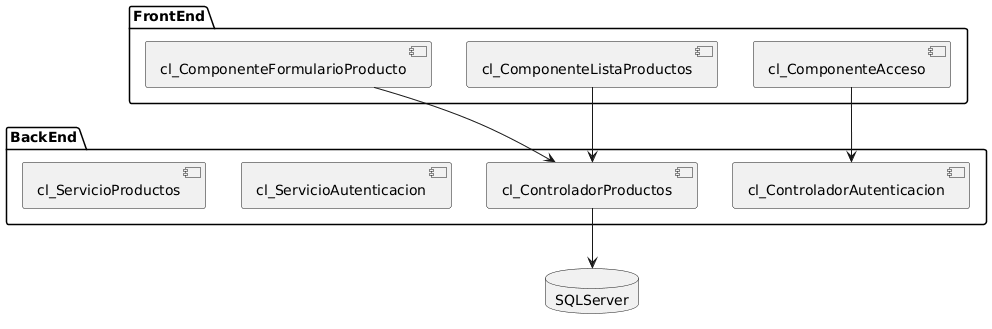 FrontEnd
cl_ComponenteFormularioProducto
cl_ComponenteListaProductos
cl_ComponenteAcceso
BackEnd
cl_ServicioProductos
cl_ServicioAutenticacion
cl_ControladorProductos
cl_ControladorAutenticacion
SQLServer